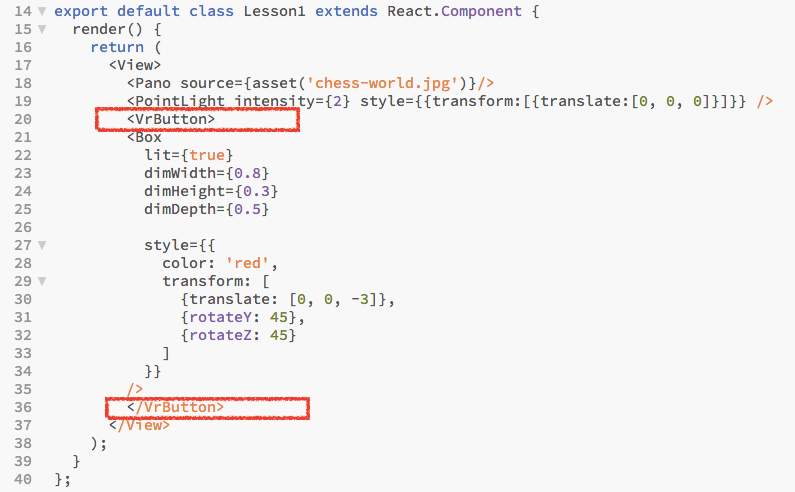 14 export default class Lesson1 extends React.Component {
15 render() {
16 return (
17 <View>
18 <Pano source={asset('chess-world.jpg')}/>
19 <PointLight intensity={2} style={{transform:[{translate:[0, 0, 0]}]}} />
20 <VrButton>
21 <Box
22 lit={true}
23 dimWidth={0.8}
24 dimHeight={0.3}
25 dimDepth={0.5}
26
27 style={{
28 color: 'red',
29 transform: [
30 {translate: [0, 0, -3]},
31 {rotateY: 45},
32 {rotateZ: 45}
33 ]
34 }}
35 />
36 </VrButton>
37 </View>
38 );
39 }
40 };